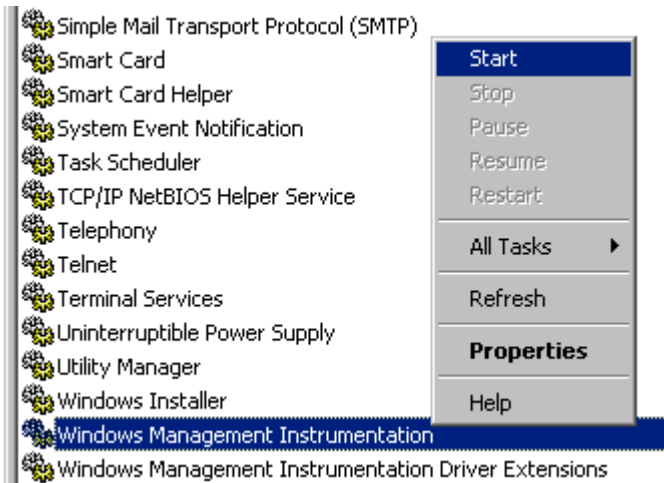 Simple Mail Transport Protocol (SMTP)
Smart Card
Smart Card Helper
System Event Notification
Task Scheduler
TCP/IP NetBIOS Helper Service
Telephony
Telnet
Terminal Services
Uninterruptible Power Supply
Utility Manager
Windows Installer
Windows Management Instrumentation
Windows Management Instrumentation Driver Extensions
Start
Stop
Pause
Resume
Restart
All Tasks
Refresh
Properties
Help